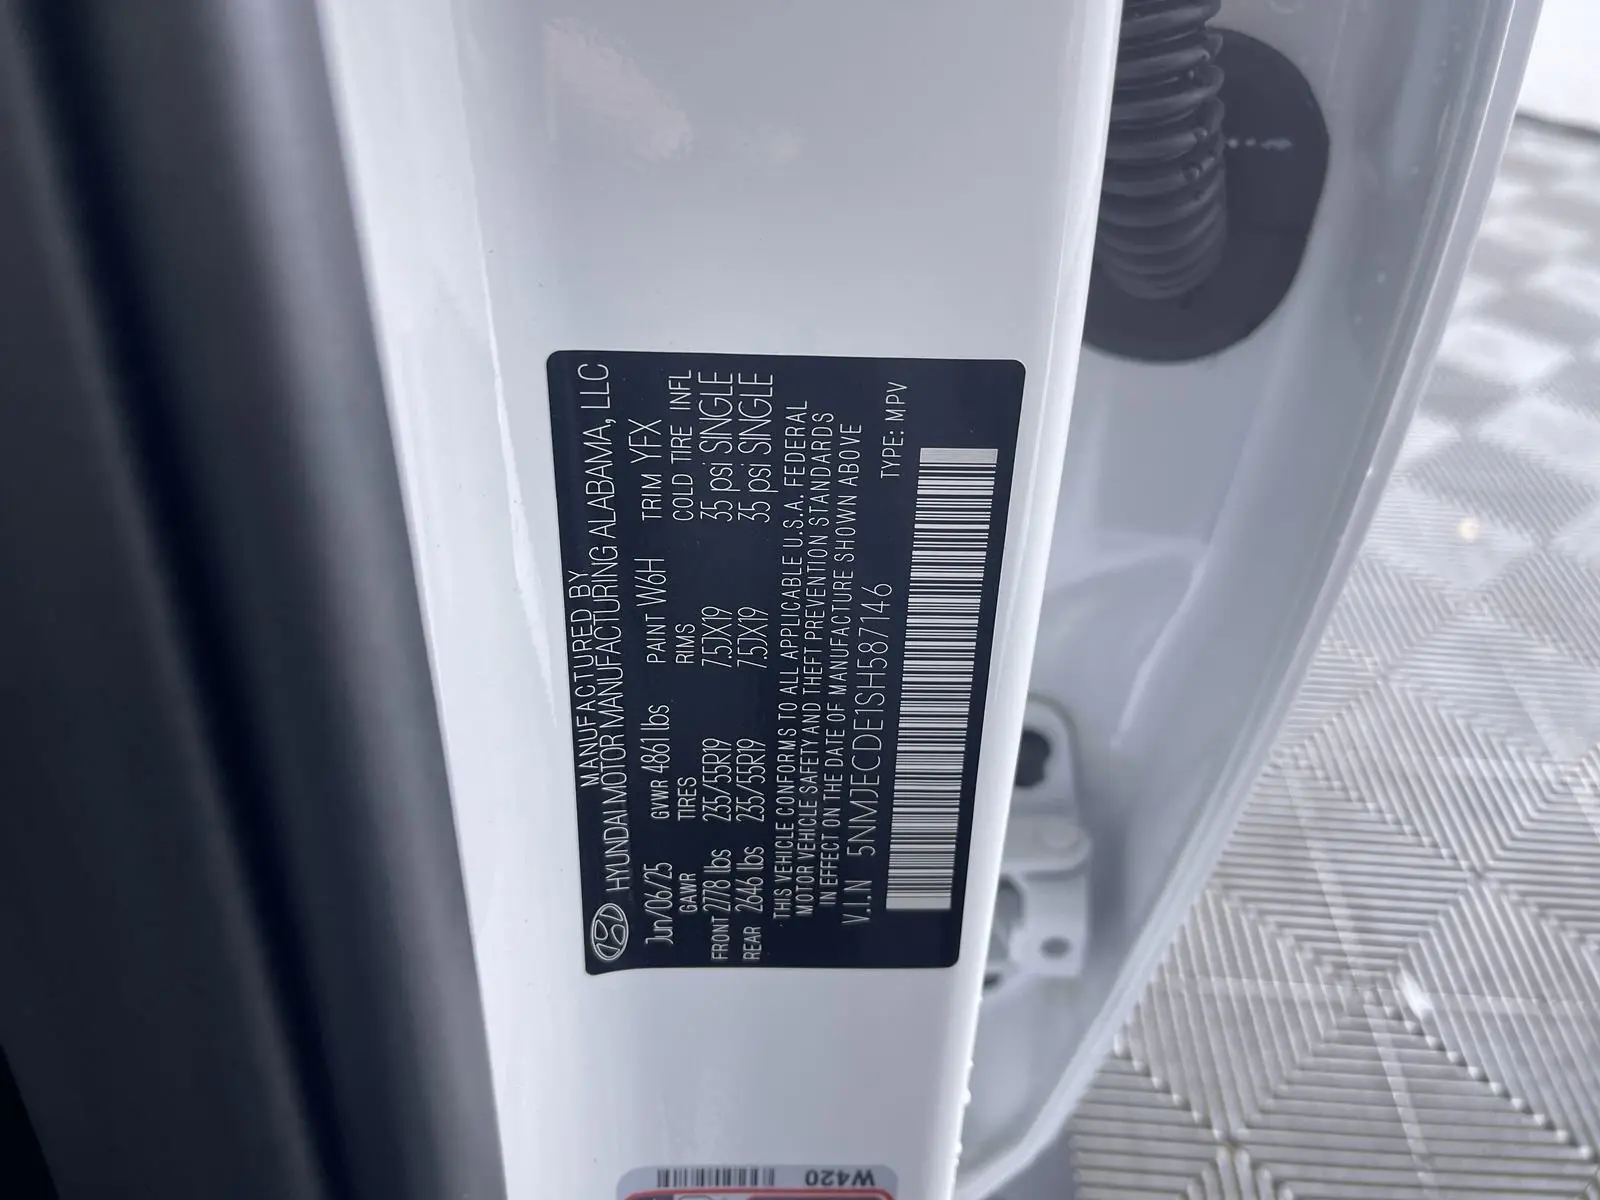 MANUFACTURED BY
HYUNDAI MOTOR MANUFACTURING ALABAMA, LLC
Jun/06/25 GVWR 4861 lbs PAINT W6H TRIM YFX
GAWR TIRES RIMS COLD TIRE INFL
FRONT 2778 lbs 235/55R19 7.5JX19 35 psi SINGLE
REAR 2646 lbs 235/55R19 7.5JX19 35 psi SINGLE
THIS VEHICLE CONFORMS TO ALL APPLICABLE U.S.A. FEDERAL
MOTOR VEHICLE SAFETY AND THEFT PREVENTION STANDARDS
IN EFFECT ON THE DATE OF MANUFACTURE SHOWN ABOVE
V.I.N 5NMJECDE1SH587146 TYPE: MPV
W420